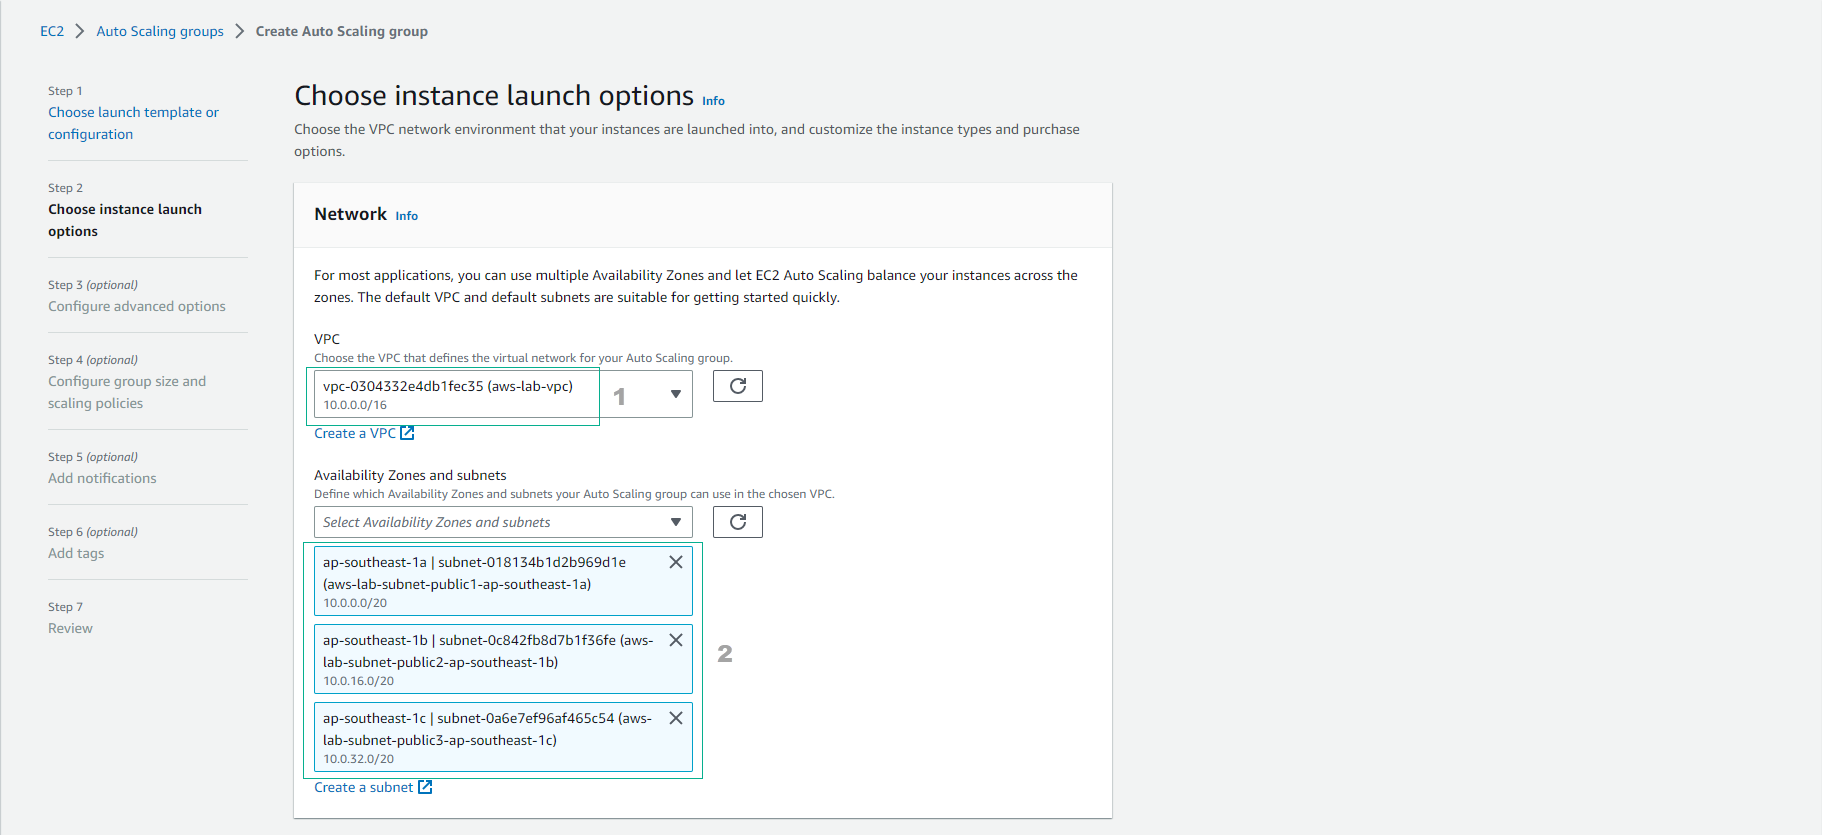 EC2 > Auto Scaling groups > Create Auto Scaling group
Step 1
Choose launch template or
configuration
Step 2
Choose instance launch
options
Step 3 (optional)
Configure advanced options
Step 4 (optional)
Configure group size and
scaling policies
Step 5 (optional)
Add notifications
Step 6 (optional)
Add tags
Step 7
Review
Choose instance launch options Info
Choose the VPC network environment that your instances are launched into, and customize the instance types and purchase
options.
Network Info
For most applications, you can use multiple Availability Zones and let EC2 Auto Scaling balance your instances across the
zones. The default VPC and default subnets are suitable for getting started quickly.
VPC
Choose the VPC that defines the virtual network for your Auto Scaling group.
vpc-0304332e4db1fec35 (aws-lab-vpc)
10.0.0.0/16
1
Create a VPC
Availability Zones and subnets
Define which Availability Zones and subnets your Auto Scaling group can use in the chosen VPC.
Select Availability Zones and subnets
ap-southeast-1a | subnet-018134b1d2b969d1e
(aws-lab-subnet-public1-ap-southeast-1a)
10.0.0.0/20
ap-southeast-1b | subnet-0c842fb8d7b1f36fe (aws-
lab-subnet-public2-ap-southeast-1b)
10.0.16.0/20
2
ap-southeast-1c | subnet-0a6e7ef96af465c54 (aws-
lab-subnet-public3-ap-southeast-1c)
10.0.32.0/20
Create a subnet